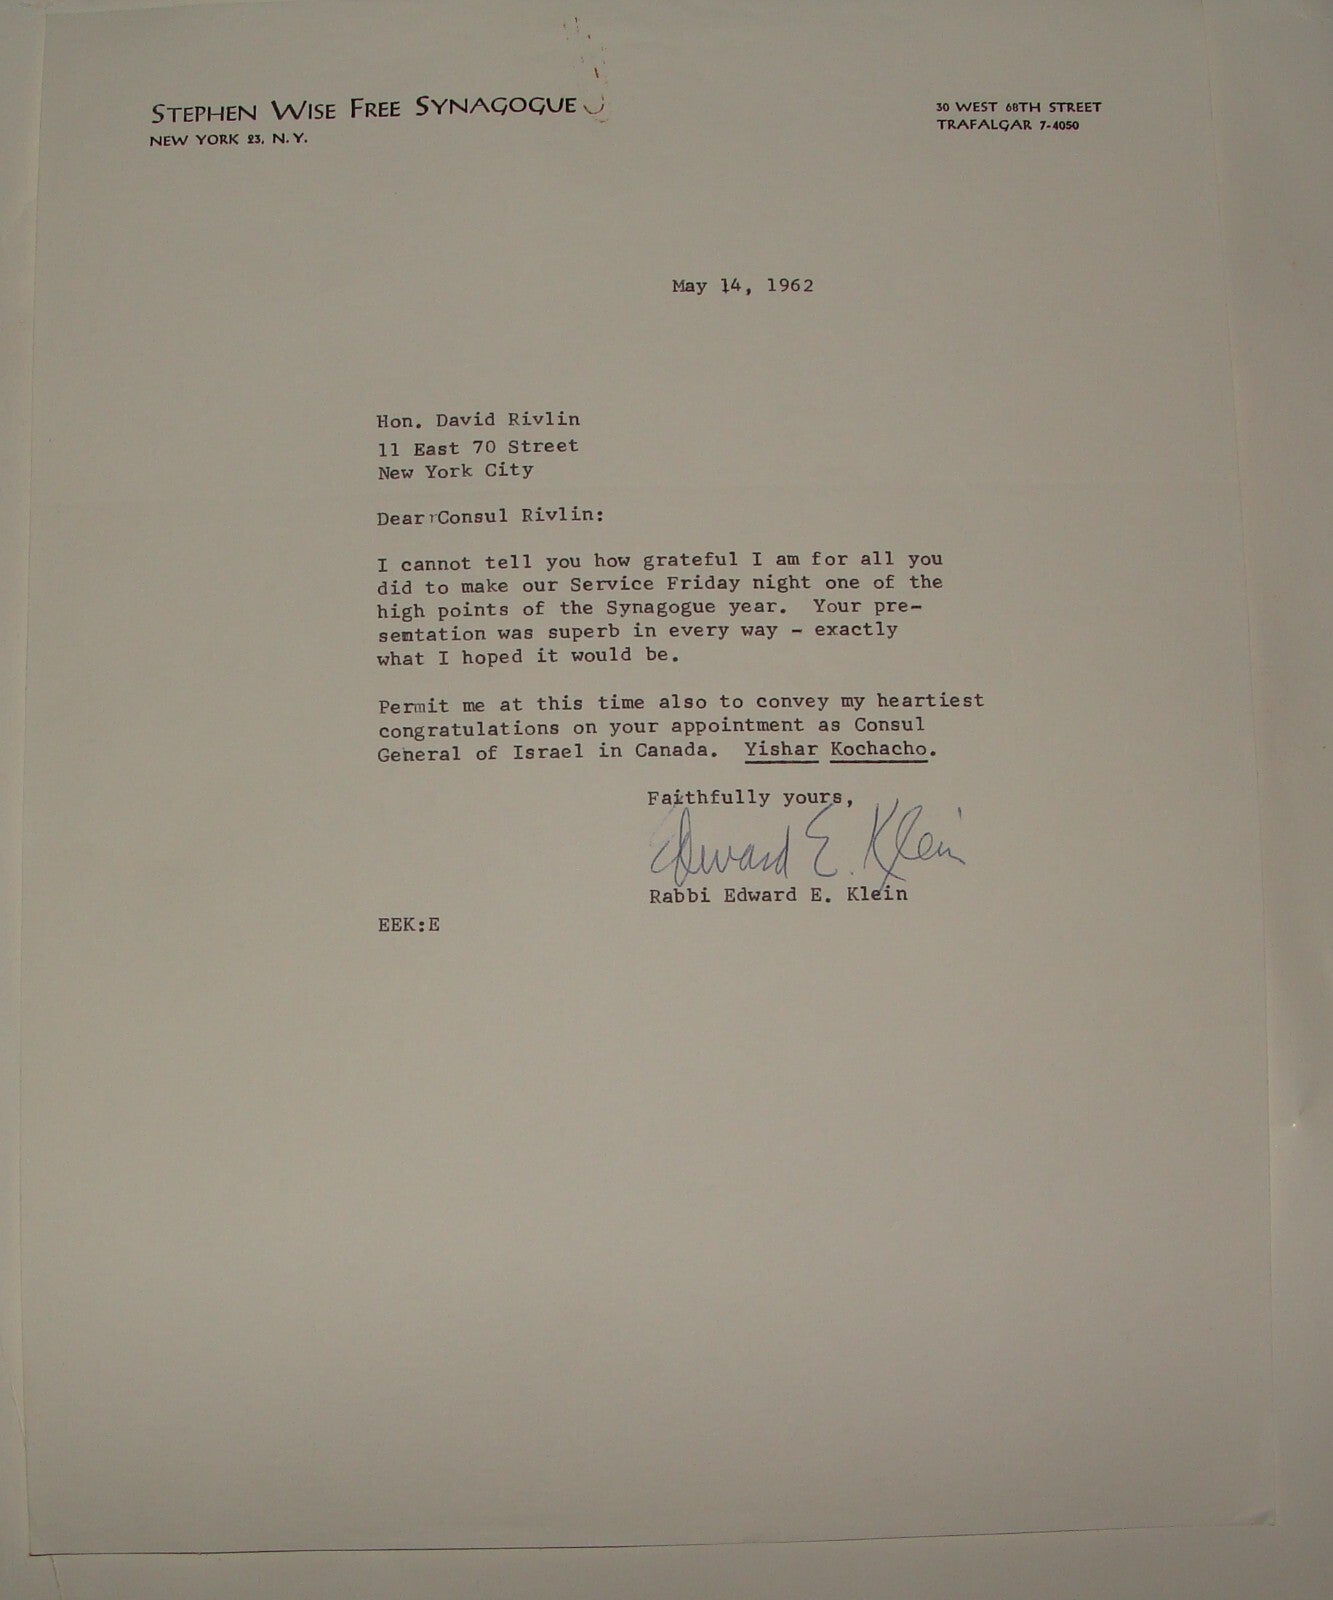 STEPHEN WISE FREE SYNAGOGUE
NEW YORK 23, N.Y.
30 WEST 68TH STREET
TRAFALGAR 7-4050
May 14, 1962
Hon. David Rivlin
11 East 70 Street
New York City
Dear Consul Rivlin:
I cannot tell you how grateful I am for all you
did to make our Service Friday night one of the
high points of the Synagogue year. Your pre-
sentation was superb in every way - exactly
what I hoped it would be.
Permit me at this time also to convey my heartiest
congratulations on your appointment as Consul
General of Israel in Canada. Yishar Kochacho.
Faithfully yours,
Edward E. Klein
Rabbi Edward E. Klein
EEK:E